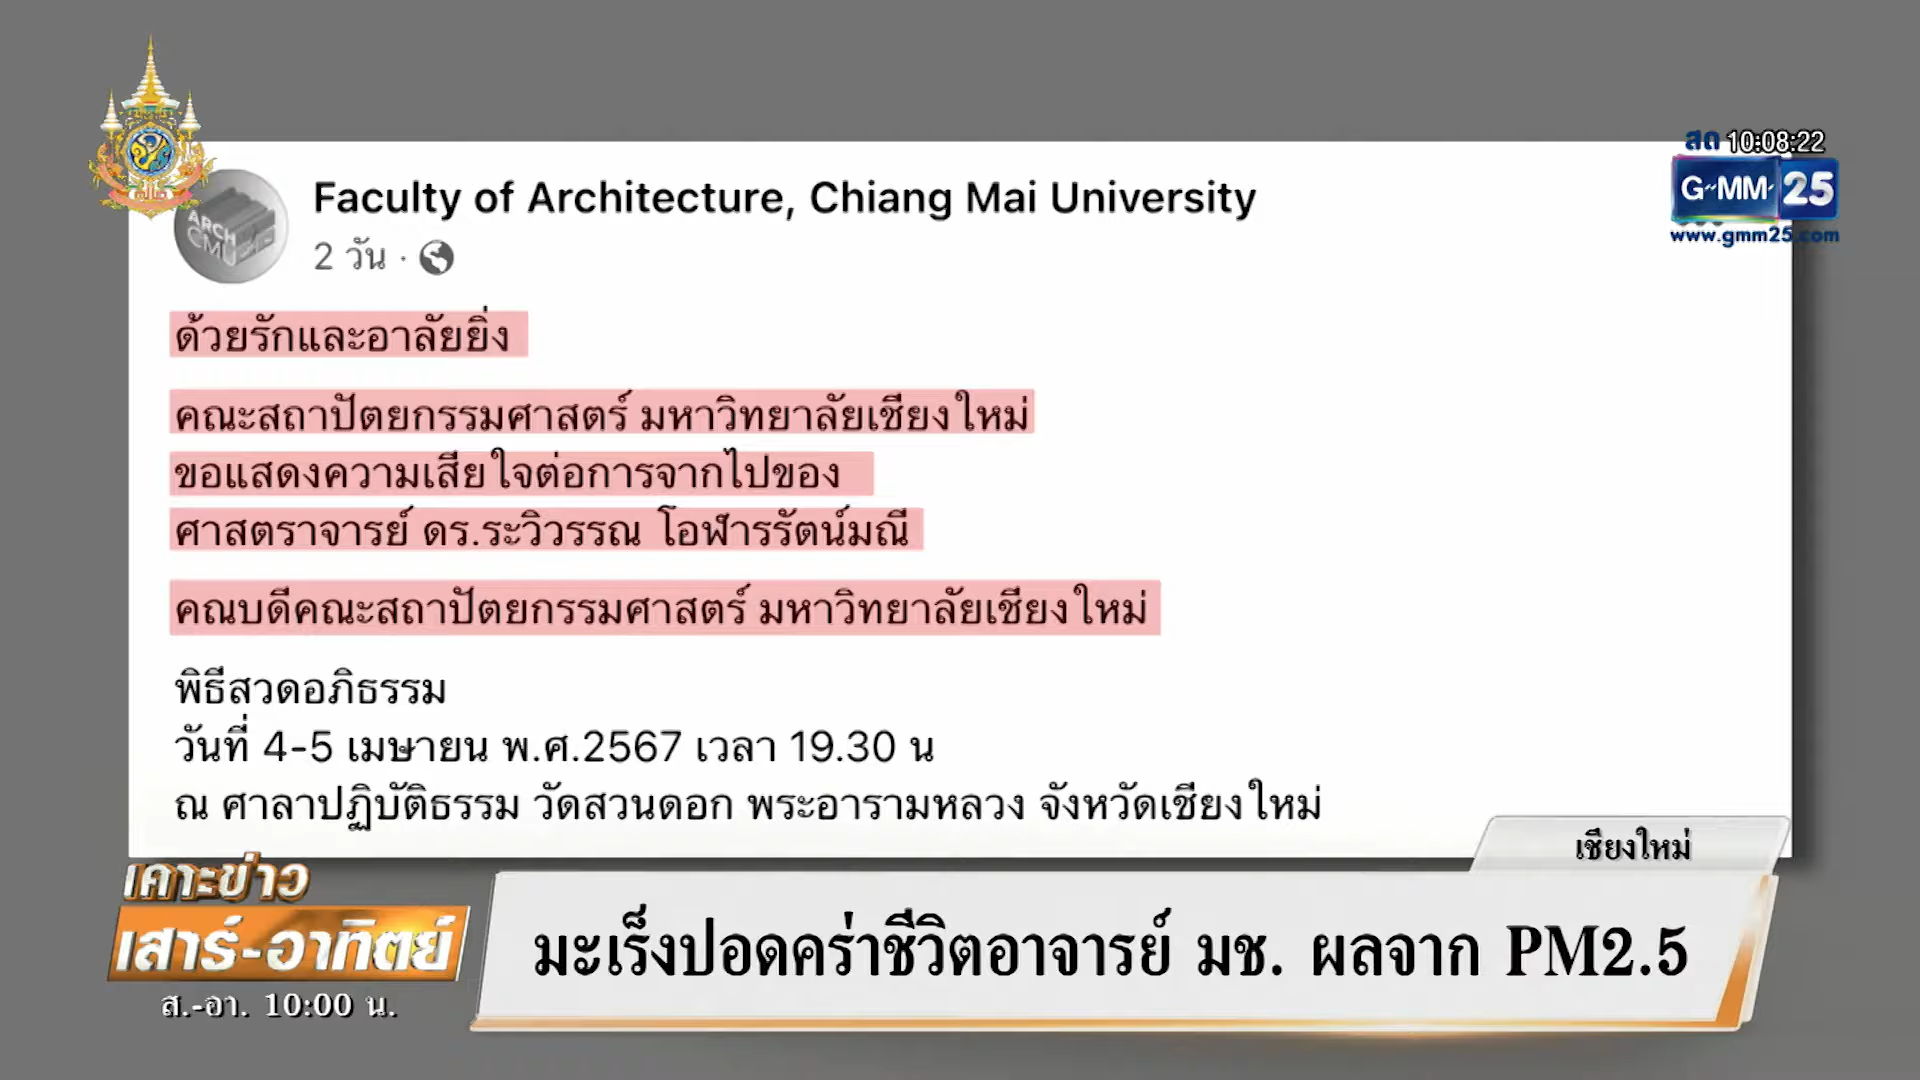 สด 10:08:22
GMM 25
www.gmm25.com
ARCH
CMU
Faculty of Architecture, Chiang Mai University
2 วัน ·
ด้วยรักและอาลัยยิ่ง
คณะสถาปัตยกรรมศาสตร์ มหาวิทยาลัยเชียงใหม่
ขอแสดงความเสียใจต่อการจากไปของ
ศาสตราจารย์ ดร.ระวิวรรณ โอฬารรัตน์มณี
คณบดีคณะสถาปัตยกรรมศาสตร์ มหาวิทยาลัยเชียงใหม่
พิธีสวดอภิธรรม
วันที่ 4-5 เมษายน พ.ศ.2567 เวลา 19.30 น
ณ ศาลาปฏิบัติธรรม วัดสวนดอก พระอารามหลวง จังหวัดเชียงใหม่
เชียงใหม่
เคาะข่าว
เสาร์-อาทิตย์
ส.-อา. 10:00 น.
มะเร็งปอดคร่าชีวิตอาจารย์ มช. ผลจาก PM2.5